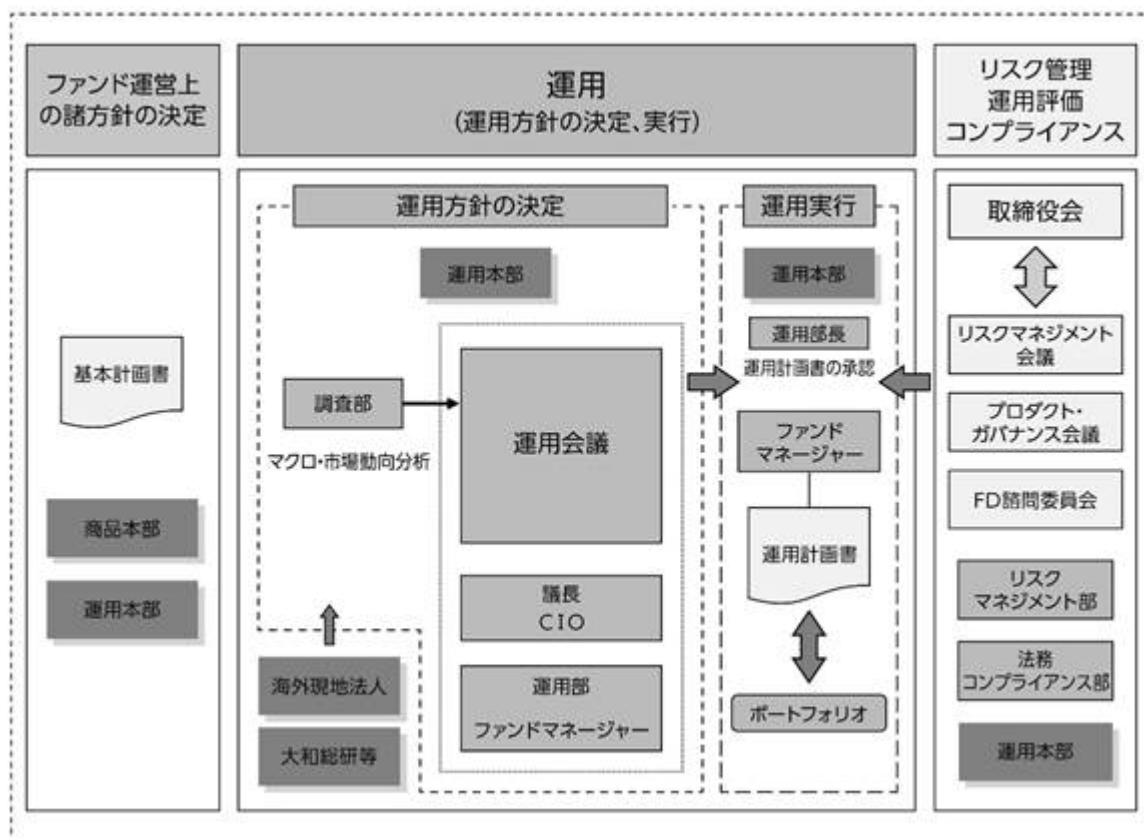 ファンド運営上
の諸方針の決定
運用
(運用方針の決定、実行)
リスク管理
運用評価
コンプライアンス
基本計画書
商品本部
運用本部
運用方針の決定
運用本部
調査部
マクロ・市場動向分析
運用会議
議長
CIO
運用部
ファンドマネージャー
海外現地法人
大和総研等
運用実行
運用本部
運用部長
運用計画書の承認
ファンド
マネージャー
運用計画書
ポートフォリオ
取締役会
リスクマネジメント
会議
プロダクト・
ガバナンス会議
FD諮問委員会
リスク
マネジメント部
法務
コンプライアンス部
運用本部